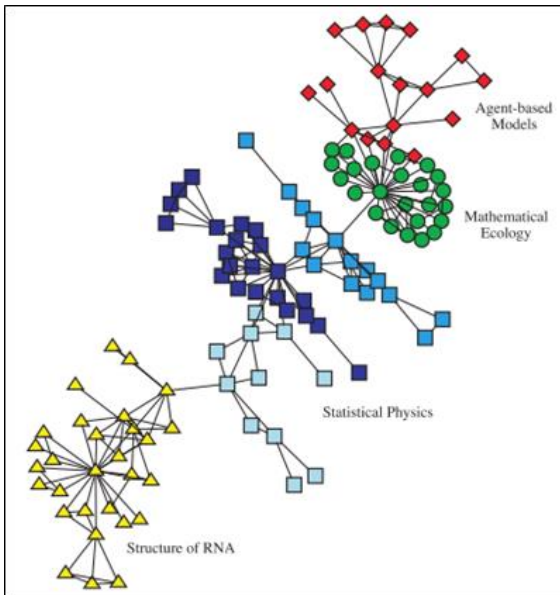 Agent-based
Models
Mathematical
Ecology
Statistical Physics
Structure of RNA